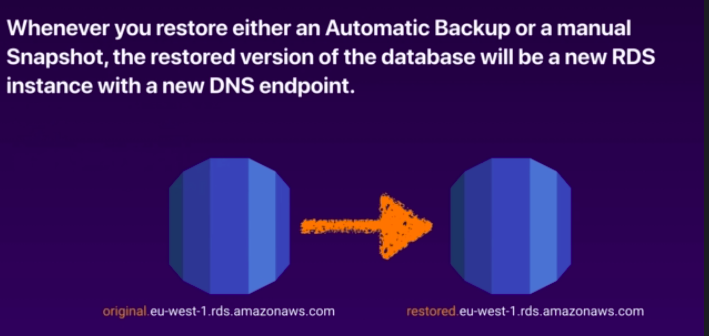 Whenever you restore either an Automatic Backup or a manual
Snapshot, the restored version of the database will be a new RDS
instance with a new DNS endpoint.
original.eu-west-1.rds.amazonaws.com
restored.eu-west-1.rds.amazonaws.com